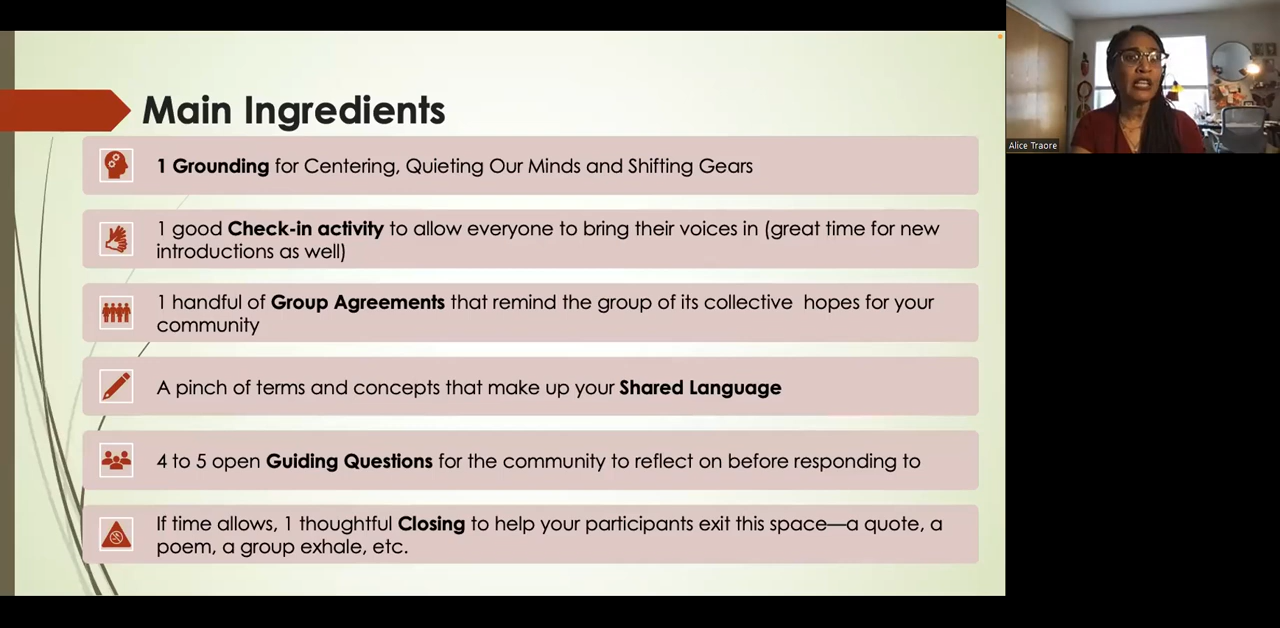 Main Ingredients
1 Grounding for Centering, Quieting Our Minds and Shifting Gears
1 good Check-in activity to allow everyone to bring their voices in (great time for new
introductions as well)
1 handful of Group Agreements that remind the group of its collective  hopes for your
community
A pinch of terms and concepts that make up your Shared Language
4 to 5 open Guiding Questions for the community to reflect on before responding to
If time allows, 1 thoughtful Closing to help your participants exit this space—a quote, a
poem, a group exhale, etc.
Alice Traore